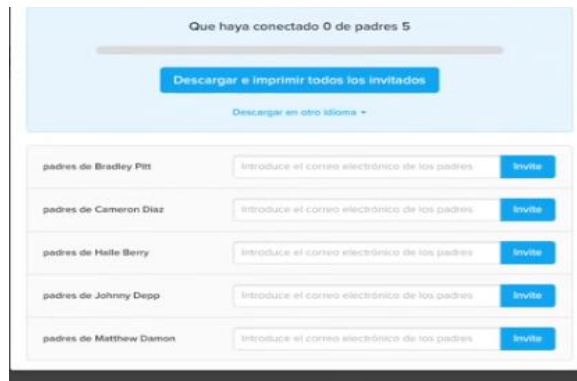 Que haya conectado 0 de padres 5
Descargar e imprimir todos los invitados
Descargar en otro idioma
padres de Bradley Pitt Introduce el correo electrónico de los padres Invite
padres de Cameron Diaz Introduce el correo electrónico de los padres Invite
padres de Halle Berry Introduce el correo electrónico de los padres Invite
padres de Johnny Depp Introduce el correo electrónico de los padres Invite
padres de Matthew Damon Introduce el correo electrónico de los padres Invite